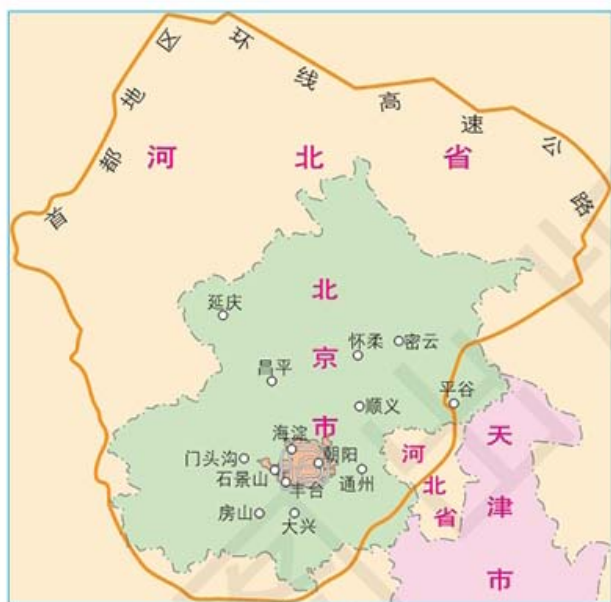 首都地区环线高速公路
河北省
北京市
延庆
怀柔
密云
昌平
平谷
顺义
海淀
天津市
门头沟
朝阳
河北省
石景山
丰台
通州
房山
大兴